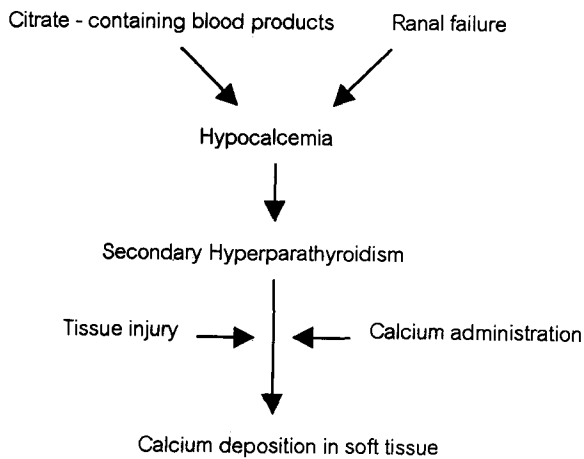 Citrate - containing blood products
Ranal failure
Hypocalcemia
Secondary Hyperparathyroidism
Tissue injury
Calcium administration
Calcium deposition in soft tissue